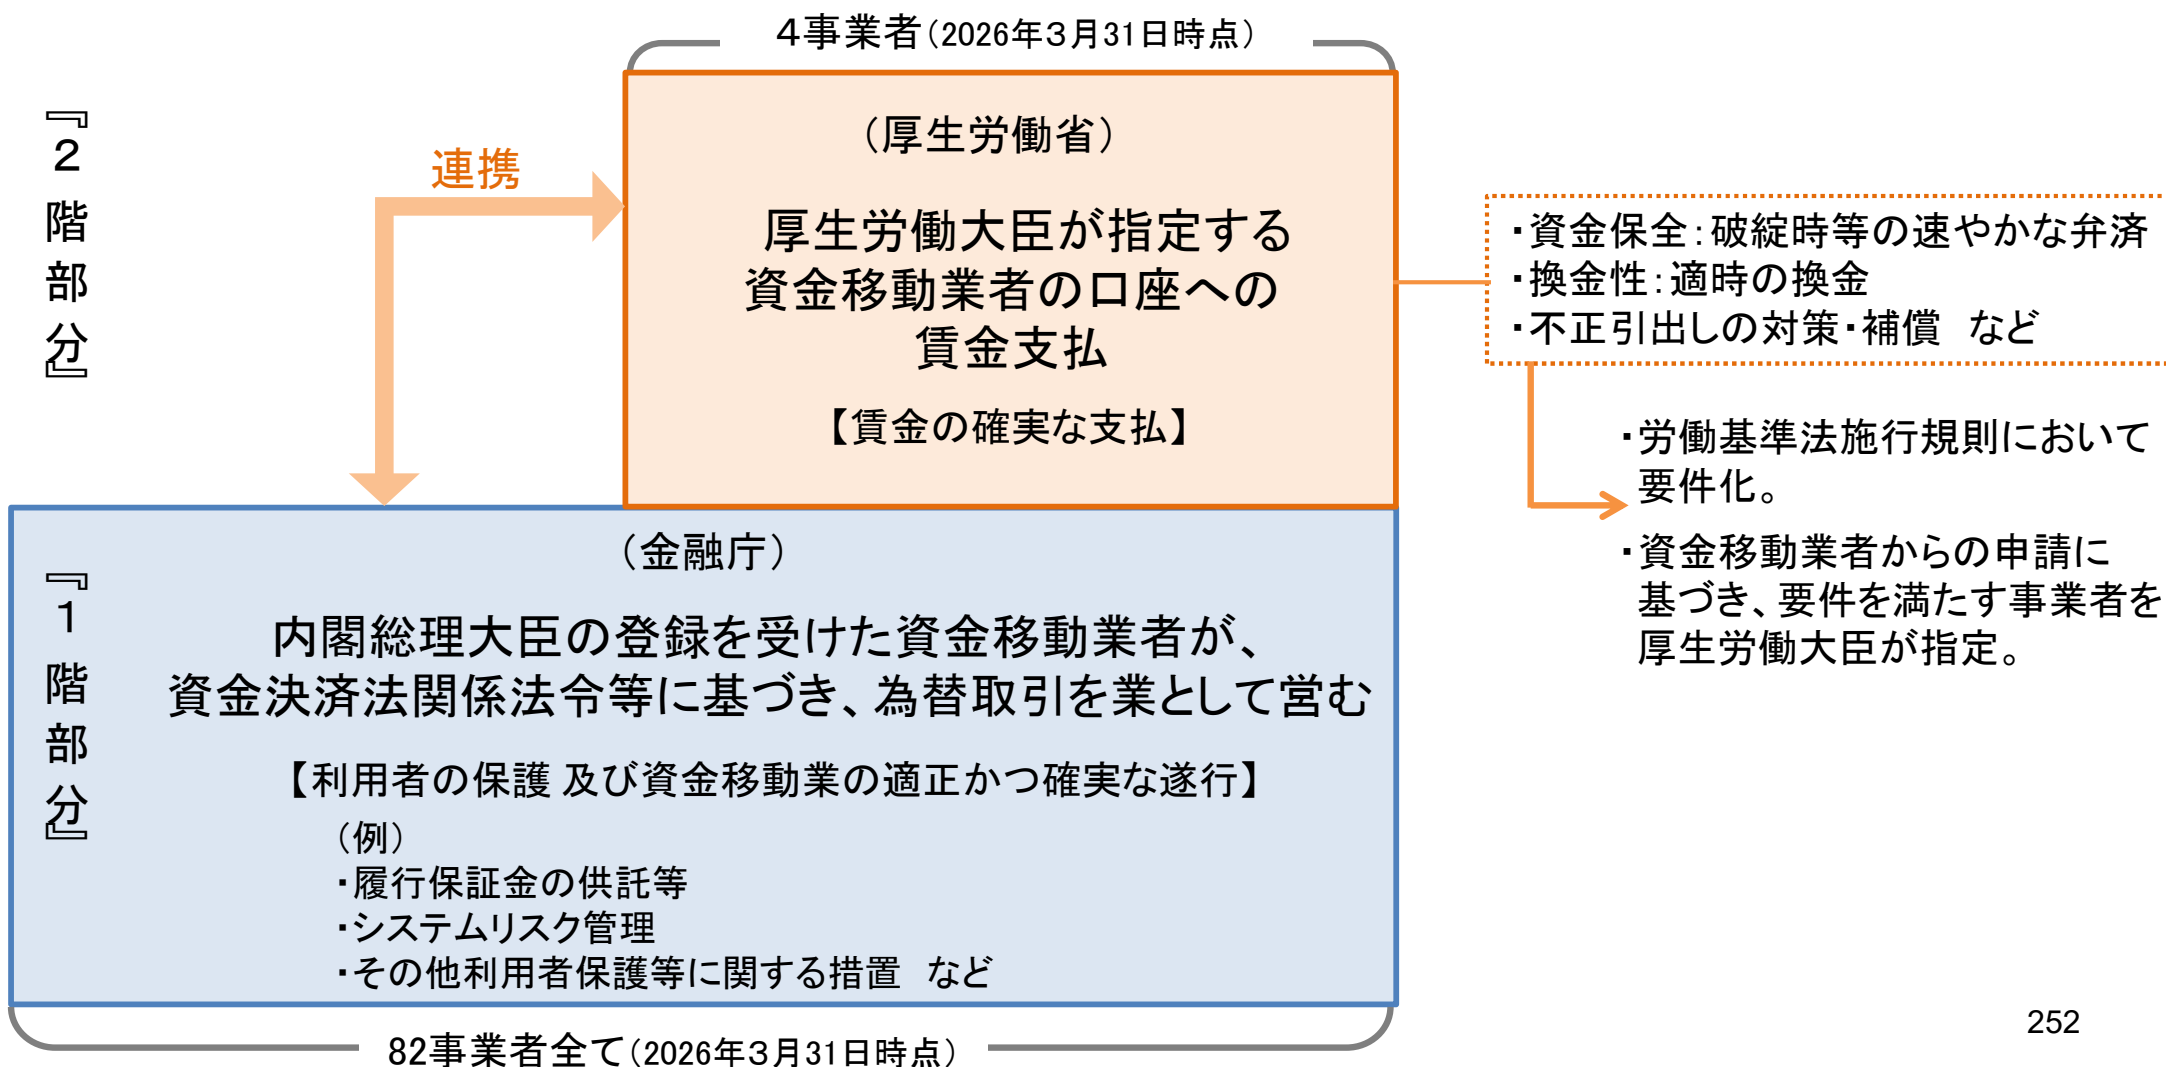 4事業者（2026年３月31日時点）
『２階部分』
連携
（厚生労働省）
厚生労働大臣が指定する
資金移動業者の口座への
賃金支払
【賃金の確実な支払】
・資金保全：破綻時等の速やかな弁済
・換金性：適時の換金
・不正引出しの対策・補償　など
・労働基準法施行規則において
要件化。
・資金移動業者からの申請に
基づき、要件を満たす事業者を
厚生労働大臣が指定。
『１階部分』
（金融庁）
内閣総理大臣の登録を受けた資金移動業者が、
資金決済法関係法令等に基づき、為替取引を業として営む
【利用者の保護 及び資金移動業の適正かつ確実な遂行】
（例）
・履行保証金の供託等
・システムリスク管理
・その他利用者保護等に関する措置　など
82事業者全て（2026年３月31日時点）
252